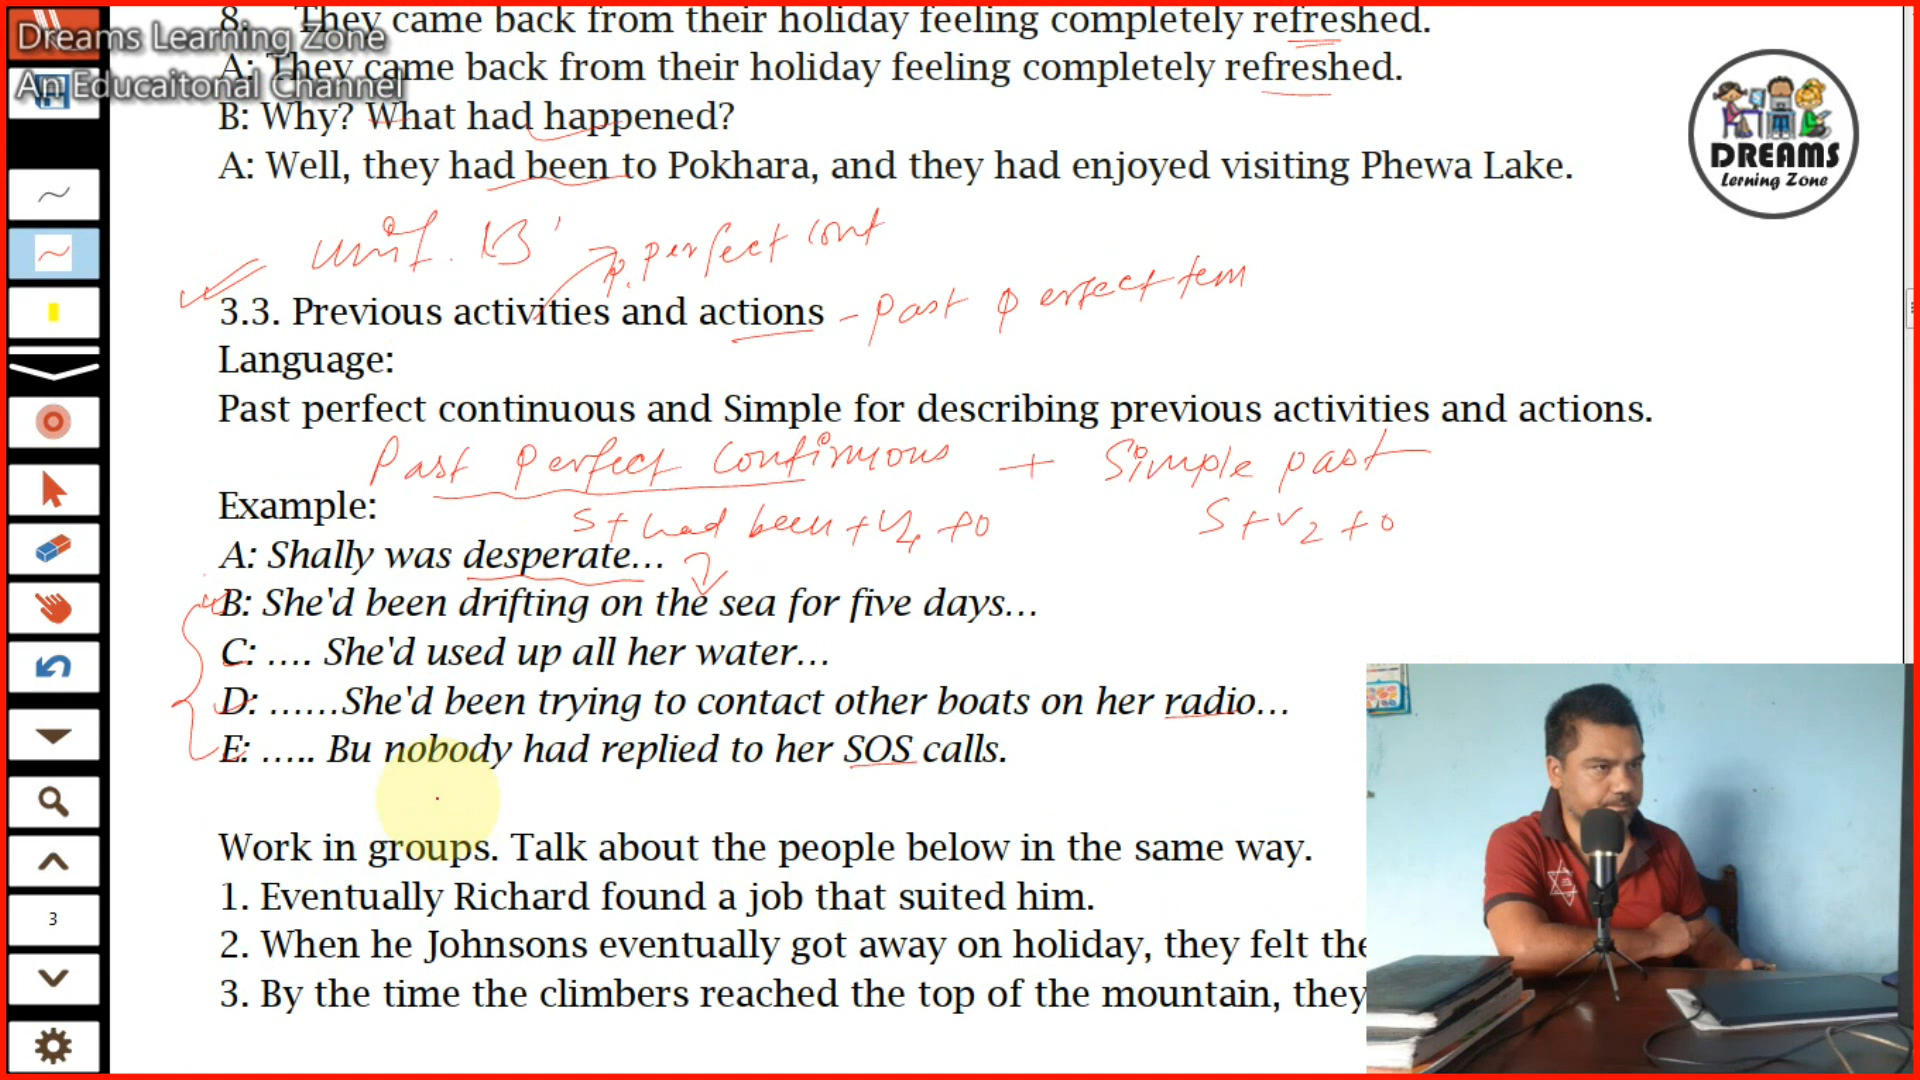 8. They came back from their holiday feeling completely refreshed.
Dreams Learning Zone
A: They came back from their holiday feeling completely refreshed.
An Educaitonal Channel
B: Why? What had happened?
A: Well, they had been to Pokhara, and they had enjoyed visiting Phewa Lake.
DREAMS
Lerning Zone
unit. 13
P. perfect cont
3.3. Previous activities and actions - past perfect tem
Language:
Past perfect continuous and Simple for describing previous activities and actions.
Past perfect continuous + Simple past
Example:
S + had been + V4 + O
S + V2 + O
A: Shally was desperate...
B: She'd been drifting on the sea for five days...
C: .... She'd used up all her water...
D: ......She'd been trying to contact other boats on her radio...
E: ..... Bu nobody had replied to her SOS calls.
Work in groups. Talk about the people below in the same way.
1. Eventually Richard found a job that suited him.
2. When he Johnsons eventually got away on holiday, they felt the
3. By the time the climbers reached the top of the mountain, they
3